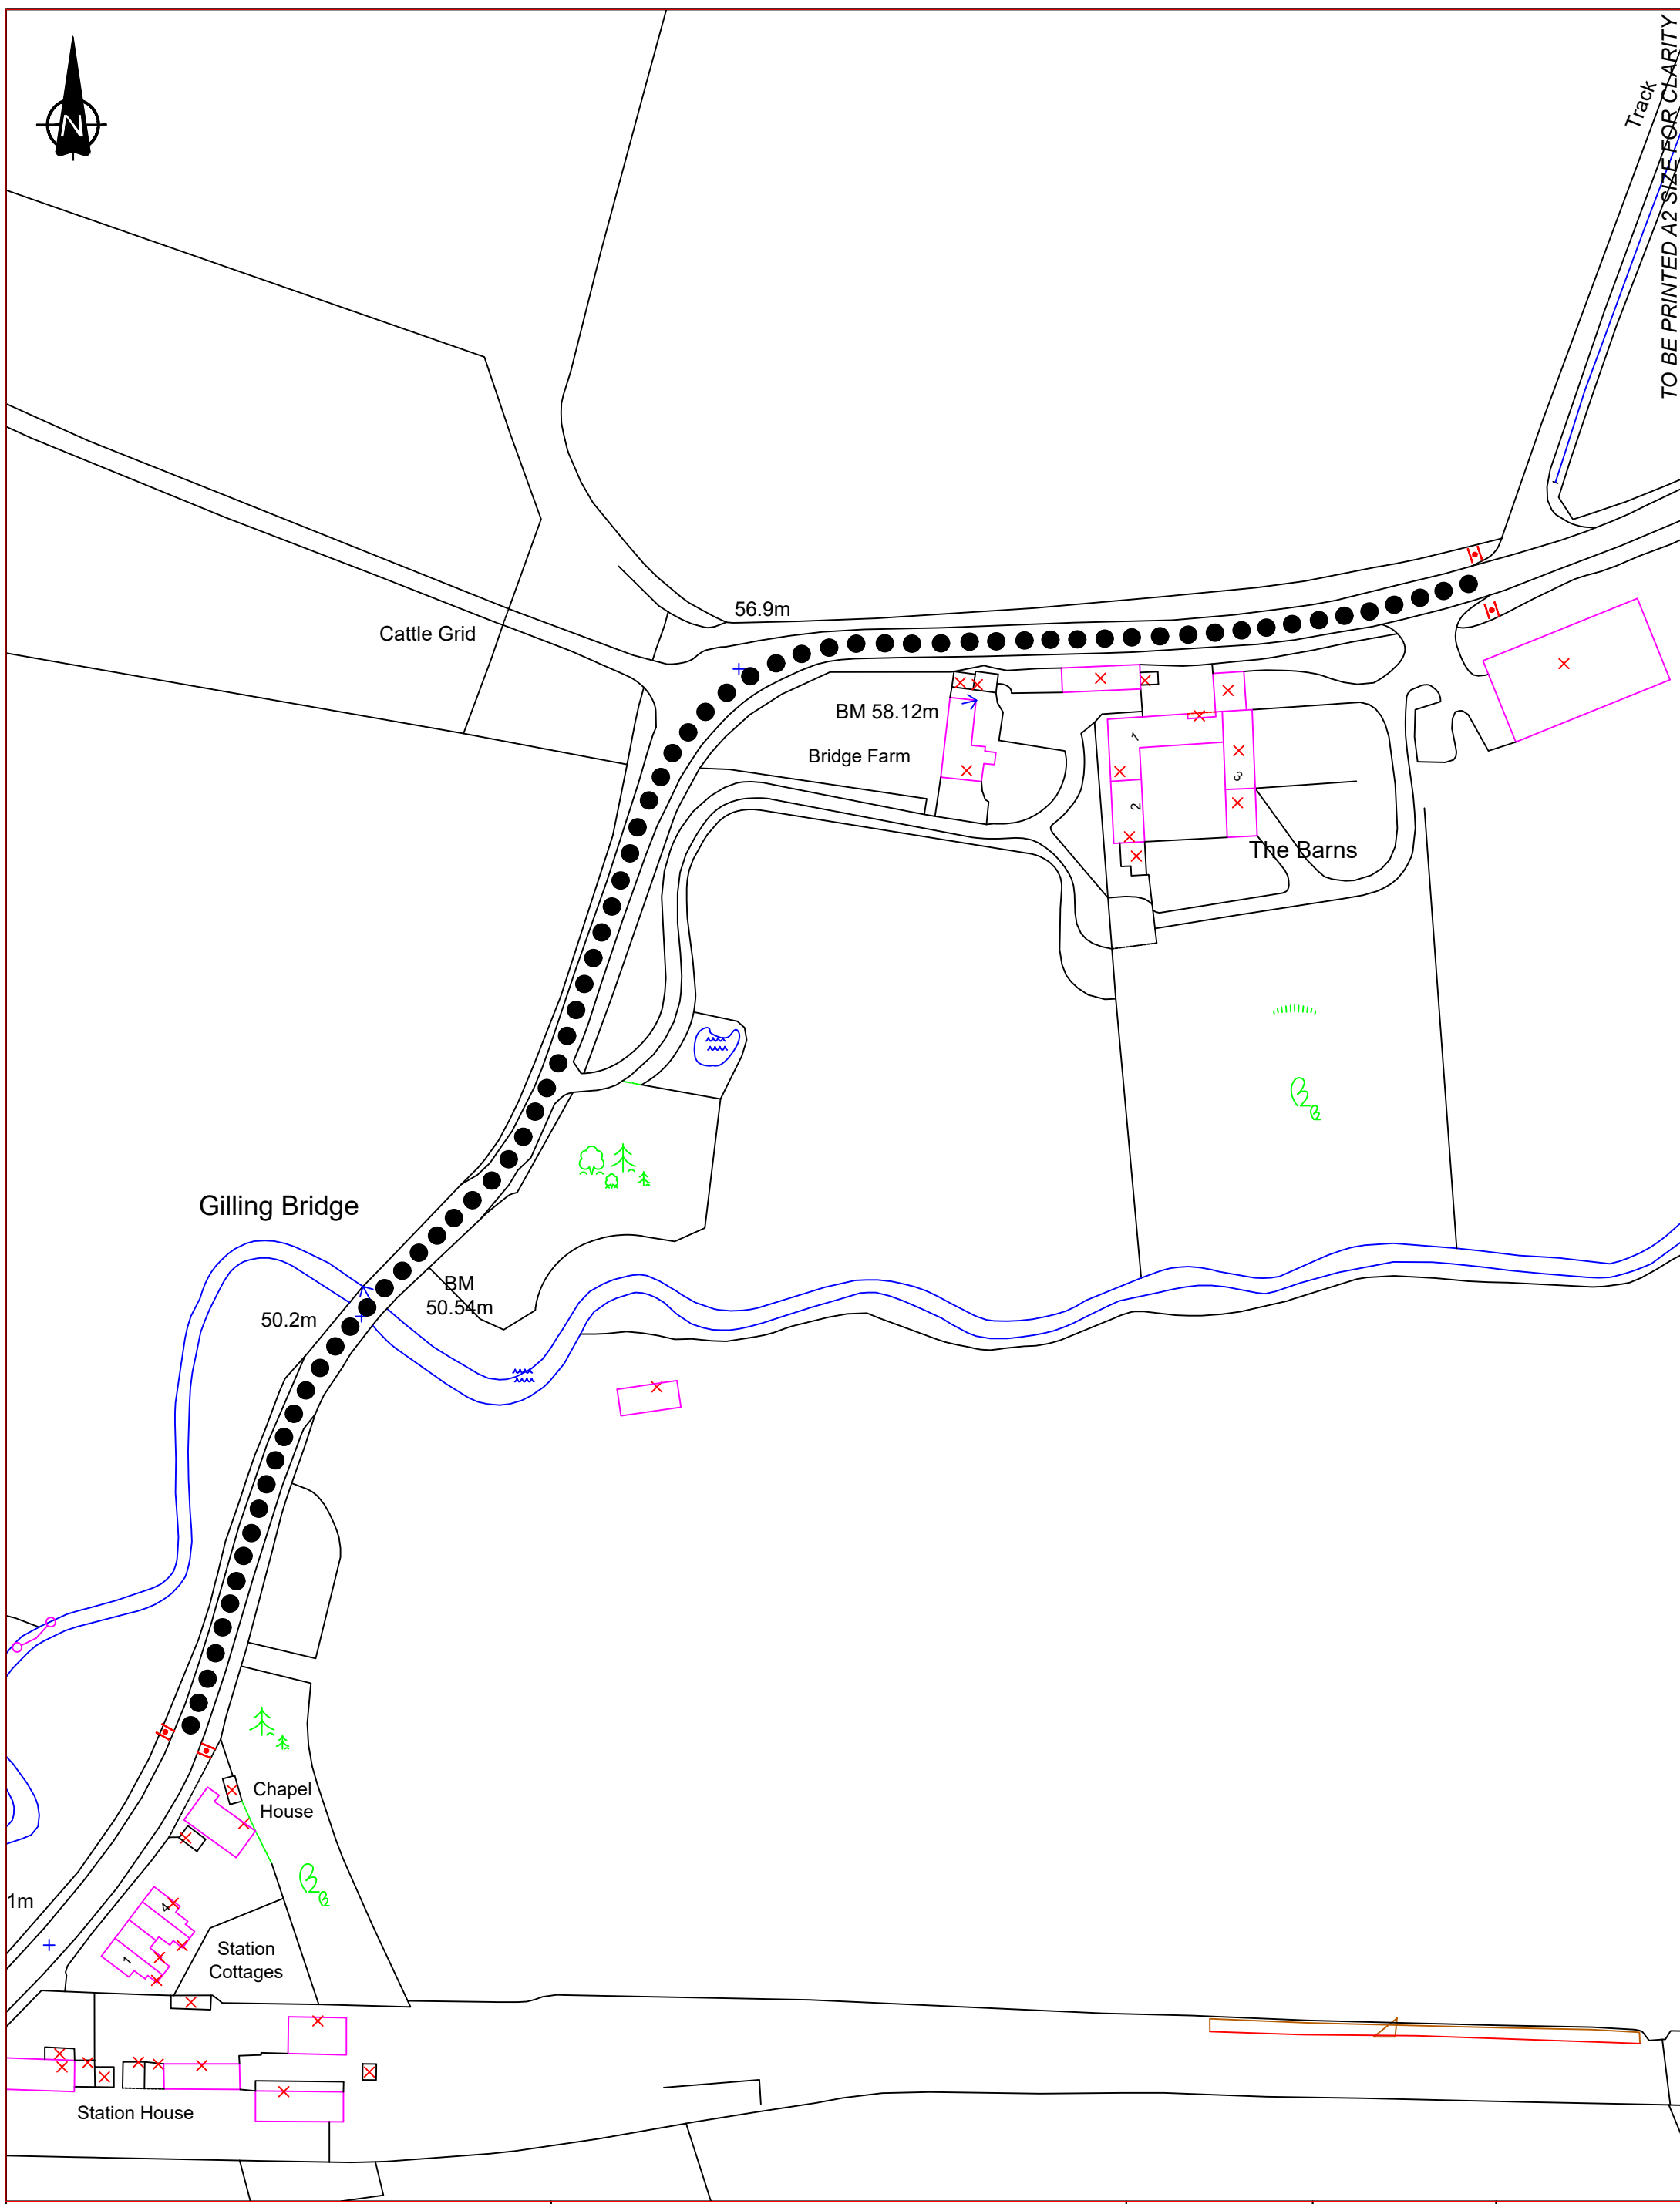 TO BE PRINTED A2 SIZE FOR CLARITY
Track
N
56.9m
Cattle Grid
BM 58.12m
Bridge Farm
1
2
3
The Barns
Gilling Bridge
BM
50.54m
50.2m
Chapel
House
1m
4
1
Station
Cottages
Station House